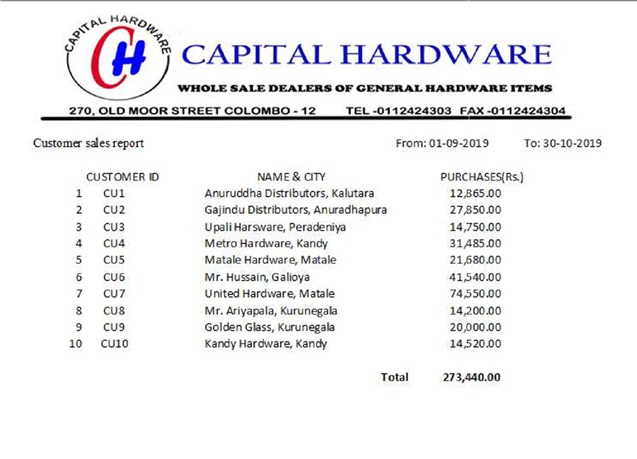 CAPITAL HARDWARE
CH
CAPITAL HARDWARE
WHOLE SALE DEALERS OF GENERAL HARDWARE ITEMS
270, OLD MOOR STREET COLOMBO - 12 TEL -0112424303 FAX -0112424304
Customer sales report From: 01-09-2019 To: 30-10-2019
CUSTOMER ID NAME & CITY PURCHASES(Rs.)
1 CU1 Anuruddha Distributors, Kalutara 12,865.00
2 CU2 Gajindu Distributors, Anuradhapura 27,850.00
3 CU3 Upali Harsware, Peradeniya 14,750.00
4 CU4 Metro Hardware, Kandy 31,485.00
5 CU5 Matale Hardware, Matale 21,680.00
6 CU6 Mr. Hussain, Galioya 41,540.00
7 CU7 United Hardware, Matale 74,550.00
8 CU8 Mr. Ariyapala, Kurunegala 14,200.00
9 CU9 Golden Glass, Kurunegala 20,000.00
10 CU10 Kandy Hardware, Kandy 14,520.00
Total 273,440.00